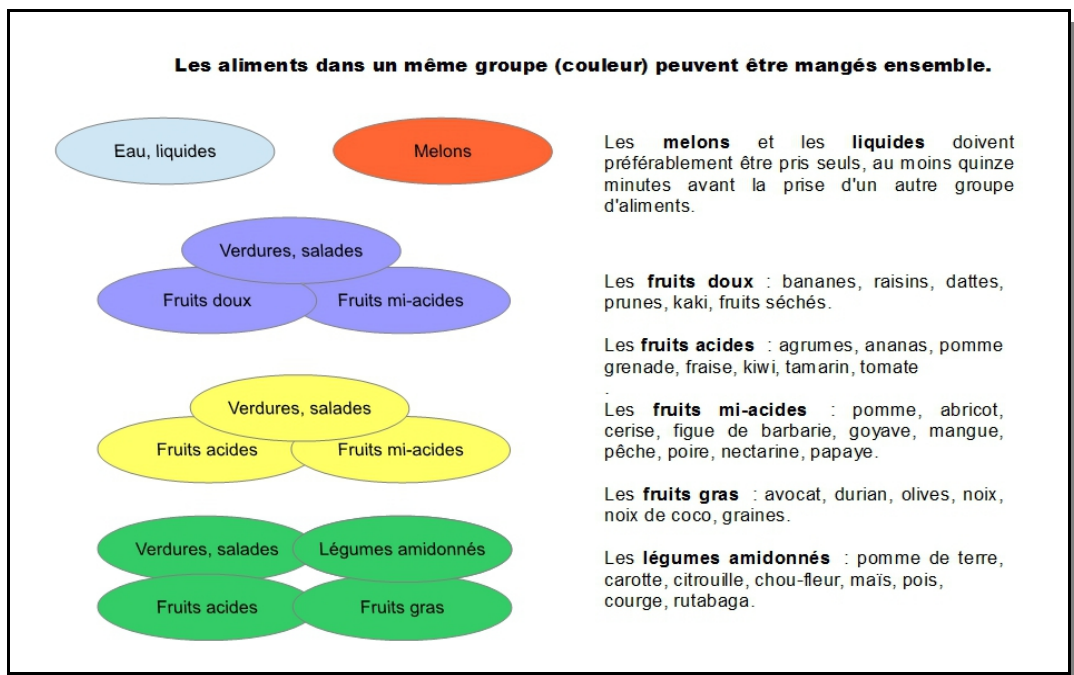 Les aliments dans un même groupe (couleur) peuvent être mangés ensemble.
Eau, liquides
Melons
Les melons et les liquides doivent
préférablement être pris seuls, au moins quinze
minutes avant la prise d'un autre groupe
d'aliments.
Verdures, salades
Fruits doux
Fruits mi-acides
Les fruits doux : bananes, raisins, dattes,
prunes, kaki, fruits séchés.
Les fruits acides : agrumes, ananas, pomme
grenade, fraise, kiwi, tamarin, tomate
.
Verdures, salades
Fruits acides
Fruits mi-acides
Les fruits mi-acides : pomme, abricot,
cerise, figue de barbarie, goyave, mangue,
pêche, poire, nectarine, papaye.
Les fruits gras : avocat, durian, olives, noix,
noix de coco, graines.
Verdures, salades
Légumes amidonnés
Fruits acides
Fruits gras
Les légumes amidonnés : pomme de terre,
carotte, citrouille, chou-fleur, maïs, pois,
courge, rutabaga.